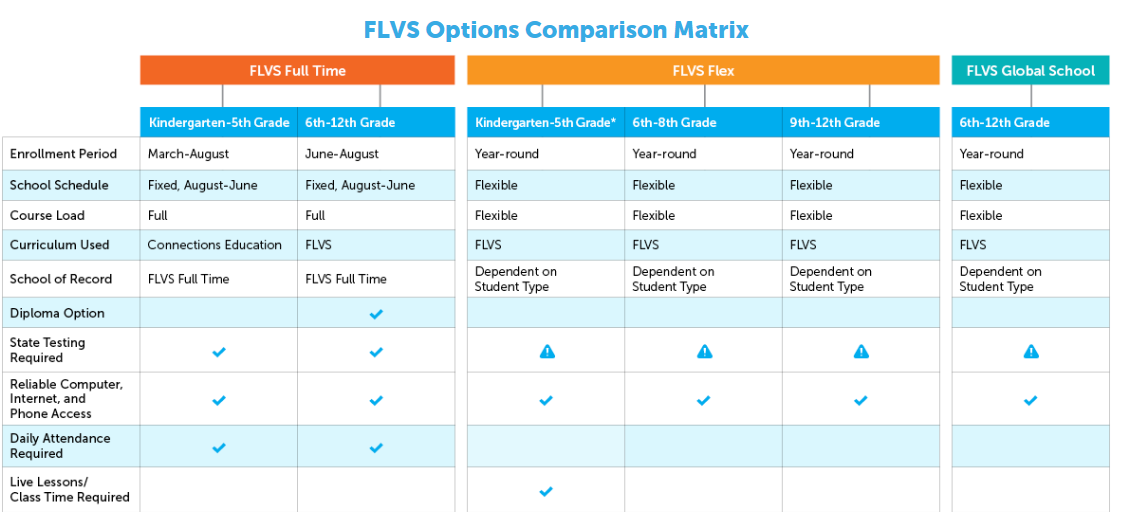 FLVS Options Comparison Matrix
FLVS Full Time FLVS Flex FLVS Global School
Kindergarten-5th Grade 6th-12th Grade Kindergarten-5th Grade* 6th-8th Grade 9th-12th Grade 6th-12th Grade
Enrollment Period March-August June-August Year-round Year-round Year-round Year-round
School Schedule Fixed, August-June Fixed, August-June Flexible Flexible Flexible Flexible
Course Load Full Full Flexible Flexible Flexible Flexible
Curriculum Used Connections Education FLVS FLVS FLVS FLVS FLVS
School of Record FLVS Full Time FLVS Full Time Dependent on Dependent on Dependent on Dependent on
Student Type Student Type Student Type Student Type
Diploma Option
State Testing
Required
Reliable Computer,
Internet, and
Phone Access
Daily Attendance
Required
Live Lessons/
Class Time Required